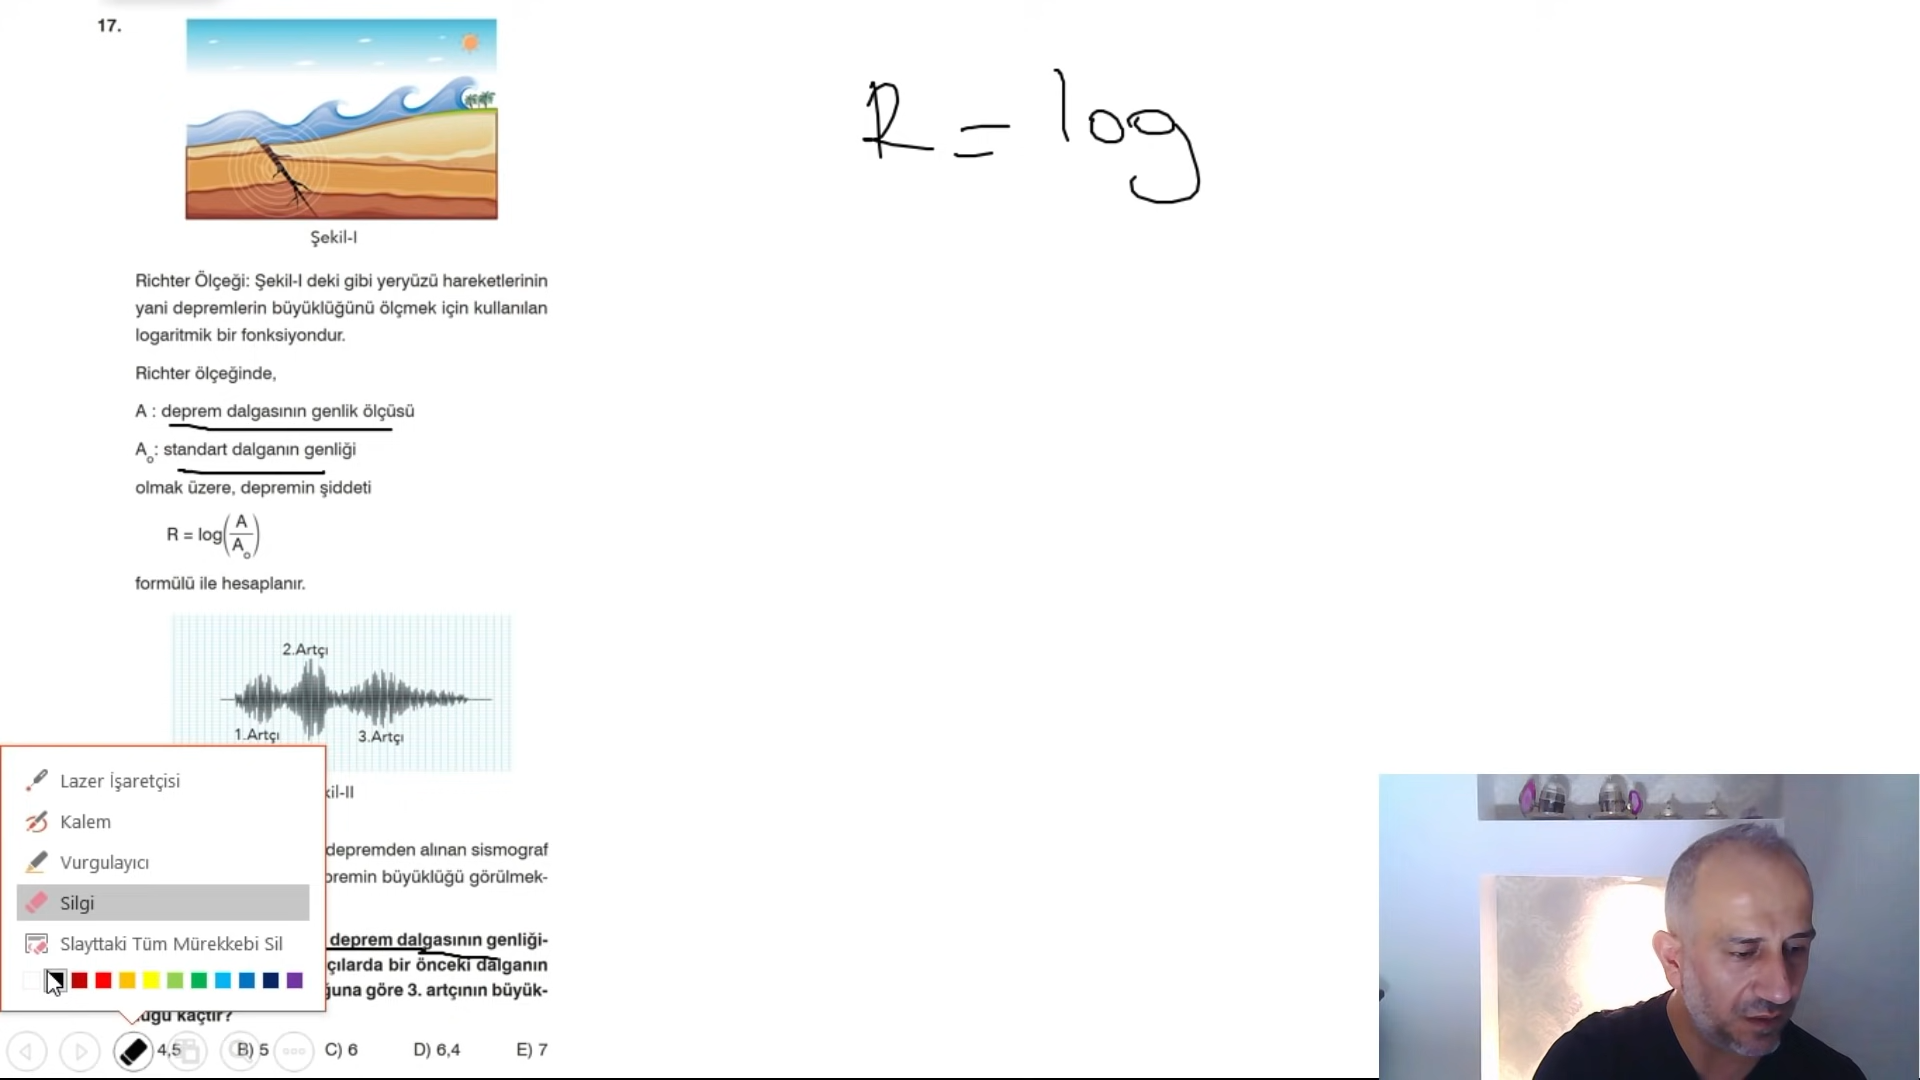 17.
R = log
Şekil-I
Richter Ölçeği: Şekil-I deki gibi yeryüzü hareketlerinin
yani depremlerin büyüklüğünü ölçmek için kullanılan
logaritmik bir fonksiyondur.
Richter ölçeğinde,
A : deprem dalgasının genlik ölçüsü
A₀: standart dalganın genliği
olmak üzere, depremin şiddeti
R = log(A/A₀)
formülü ile hesaplanır.
2.Artçı
1.Artçı 3.Artçı
kil-II
depremden alınan sismograf
premin büyüklüğü görülmek-
deprem dalgasının genliği-
çılarda bir önceki dalganın
ğuna göre 3. artçının büyük-
lüğü kaçtır?
4,5 B) 5 C) 6 D) 6,4 E) 7
Lazer İşaretçisi
Kalem
Vurgulayıcı
Silgi
Slayttaki Tüm Mürekkebi Sil